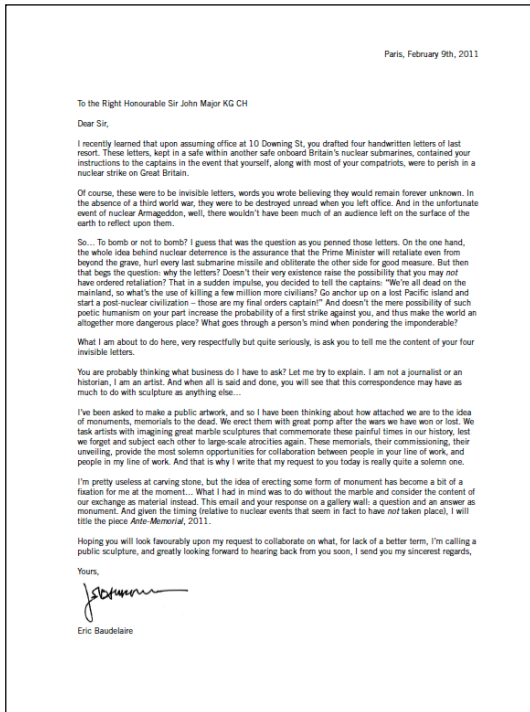 Paris, February 9th, 2011
To the Right Honourable Sir John Major KG CH
Dear Sir,
I recently learned that upon assuming office at 10 Downing St, you drafted four handwritten letters of last
resort. These letters, kept in a safe within another safe onboard Britain's nuclear submarines, contained your
instructions to the captains in the event that yourself, along with most of your compatriots, were to perish in a
nuclear strike on Great Britain.
Of course, these were to be invisible letters, words you wrote believing they would remain forever unknown. In
the absence of a third world war, they were to be destroyed unread when you left office. And in the unfortunate
event of nuclear Armageddon, well, there wouldn't have been much of an audience left on the surface of the
earth to reflect upon them.
So... To bomb or not to bomb? I guess that was the question as you penned those letters. On the one hand,
the whole idea behind nuclear deterrence is the assurance that the Prime Minister will retaliate even from
beyond the grave, hurl every last submarine missile and obliterate the other side for good measure. But then
that begs the question: why the letters? Doesn't their very existence raise the possibility that you may not
have ordered retaliation? That in a sudden impulse, you decided to tell the captains: "We're all dead on the
mainland, so what's the use of killing a few million more civilians? Go anchor up on a lost Pacific island and
start a post-nuclear civilization – those are my final orders captain!" And doesn't the mere possibility of such
poetic humanism on your part increase the probability of a first strike against you, and thus make the world an
altogether more dangerous place? What goes through a person's mind when pondering the imponderable?
What I am about to do here, very respectfully but quite seriously, is ask you to tell me the content of your four
invisible letters.
You are probably thinking what business do I have to ask? Let me try to explain. I am not a journalist or an
historian, I am an artist. And when all is said and done, you will see that this correspondence may have as
much to do with sculpture as anything else...
I've been asked to make a public artwork, and so I have been thinking about how attached we are to the idea
of monuments, memorials to the dead. We erect them with great pomp after the wars we have won or lost. We
task artists with imagining great marble sculptures that commemorate these painful times in our history, lest
we forget and subject each other to large-scale atrocities again. These memorials, their commissioning, their
unveiling, provide the most solemn opportunities for collaboration between people in your line of work, and
people in my line of work. And that is why I write that my request to you today is really quite a solemn one.
I'm pretty useless at carving stone, but the idea of erecting some form of monument has become a bit of a
fixation for me at the moment... What I had in mind was to do without the marble and consider the content of
our exchange as material instead. This email and your response on a gallery wall: a question and an answer as
monument. And given the timing (relative to nuclear events that seem in fact to have not taken place), I will
title the piece Ante-Memorial, 2011.
Hoping you will look favourably upon my request to collaborate on what, for lack of a better term, I'm calling a
public sculpture, and greatly looking forward to hearing back from you soon, I send you my sincerest regards,
Yours,
Eric Baudelaire